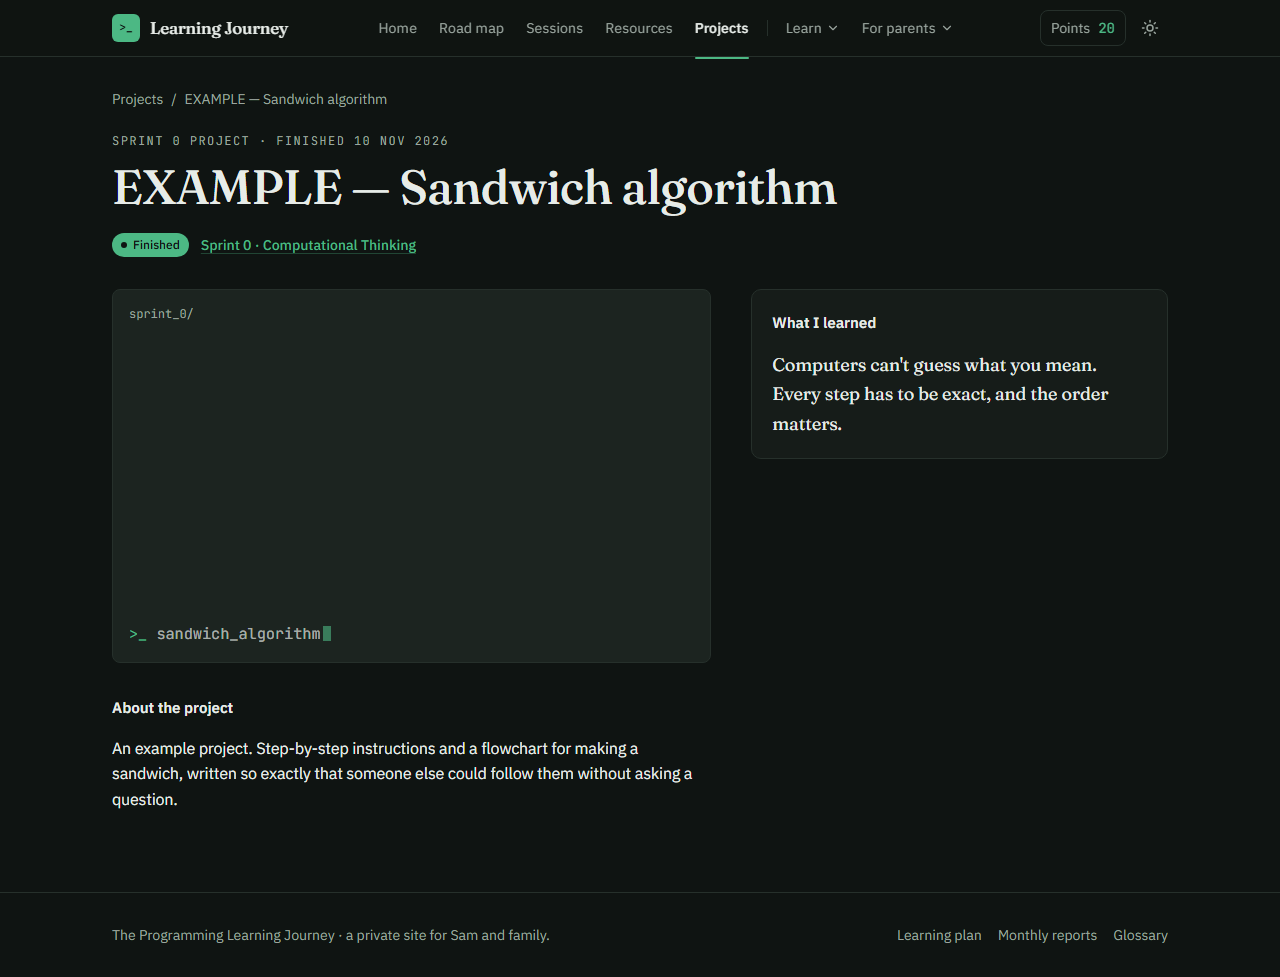 >_ Learning Journey
Home Road map Sessions Resources Projects Learn For parents
Points 20
Projects / EXAMPLE — Sandwich algorithm
SPRINT 0 PROJECT · FINISHED 10 NOV 2026
EXAMPLE — Sandwich algorithm
Finished Sprint 0 · Computational Thinking
sprint_0/
>_ sandwich_algorithm
What I learned
Computers can't guess what you mean.
Every step has to be exact, and the order
matters.
About the project
An example project. Step-by-step instructions and a flowchart for making a
sandwich, written so exactly that someone else could follow them without asking a
question.
The Programming Learning Journey · a private site for Sam and family.
Learning plan Monthly reports Glossary